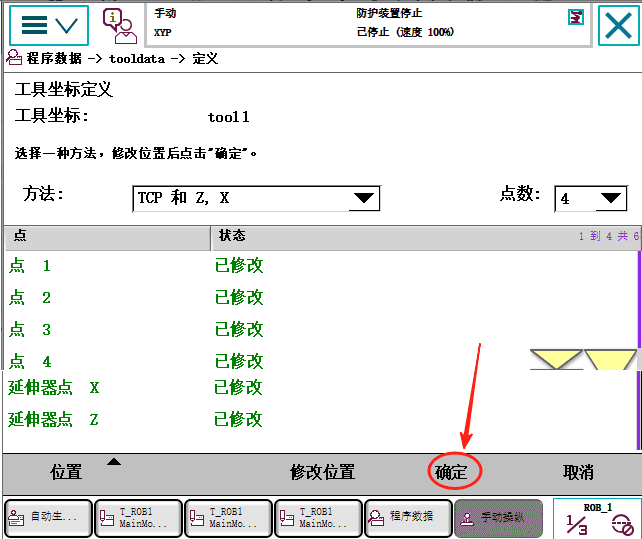 手动
防护装置停止
XYP
已停止 (速度 100%)
程序数据 -> tooldata -> 定义
工具坐标定义
工具坐标: tool1
选择一种方法，修改位置后点击"确定"。
方法: TCP 和 Z, X 点数: 4
点 状态 1 到 4 共 6
点 1 已修改
点 2 已修改
点 3 已修改
点 4 已修改
延伸器点 X 已修改
延伸器点 Z 已修改
位置 修改位置 确定 取消
自动生...
T_ROB1
MainMo...
T_ROB1
MainMo...
T_ROB1
MainMo...
程序数据
手动操纵
ROB_1
1/3